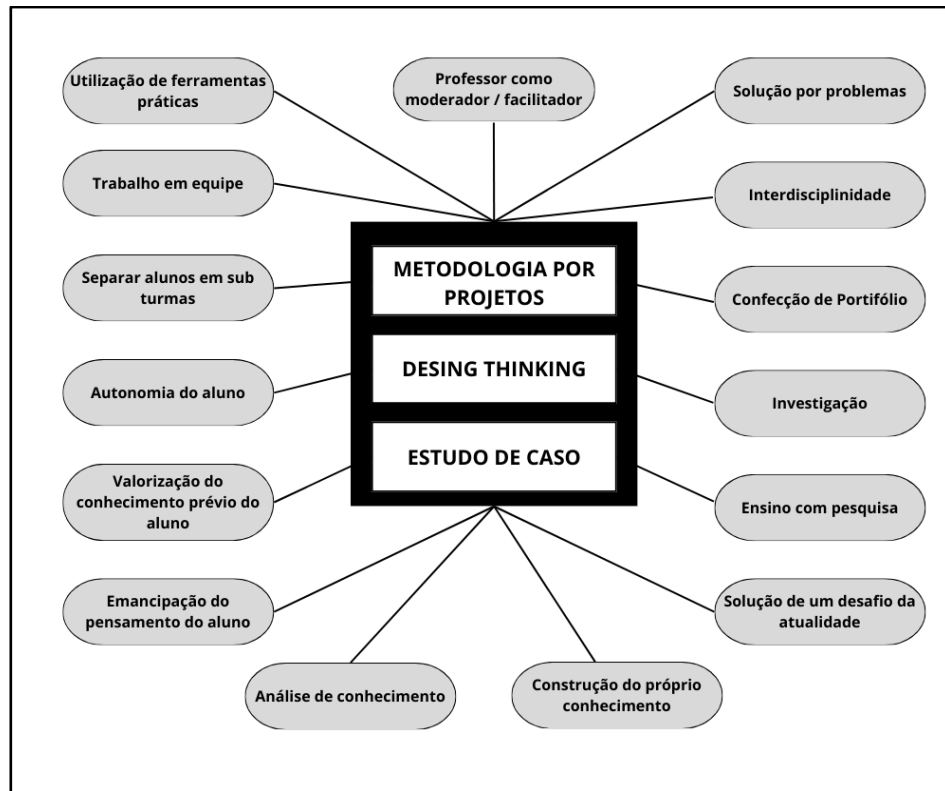 Utilização de ferramentas
práticas
Professor como
moderador / facilitador
Solução por problemas
Trabalho em equipe
Interdisciplinidade
Separar alunos em sub
turmas
METODOLOGIA POR
PROJETOS
Confecção de Portifólio
Autonomia do aluno
DESING THINKING
Investigação
Valorização do
conhecimento prévio do
aluno
ESTUDO DE CASO
Ensino com pesquisa
Emancipação do
pensamento do aluno
Solução de um desafio da
atualidade
Análise de conhecimento
Construção do próprio
conhecimento